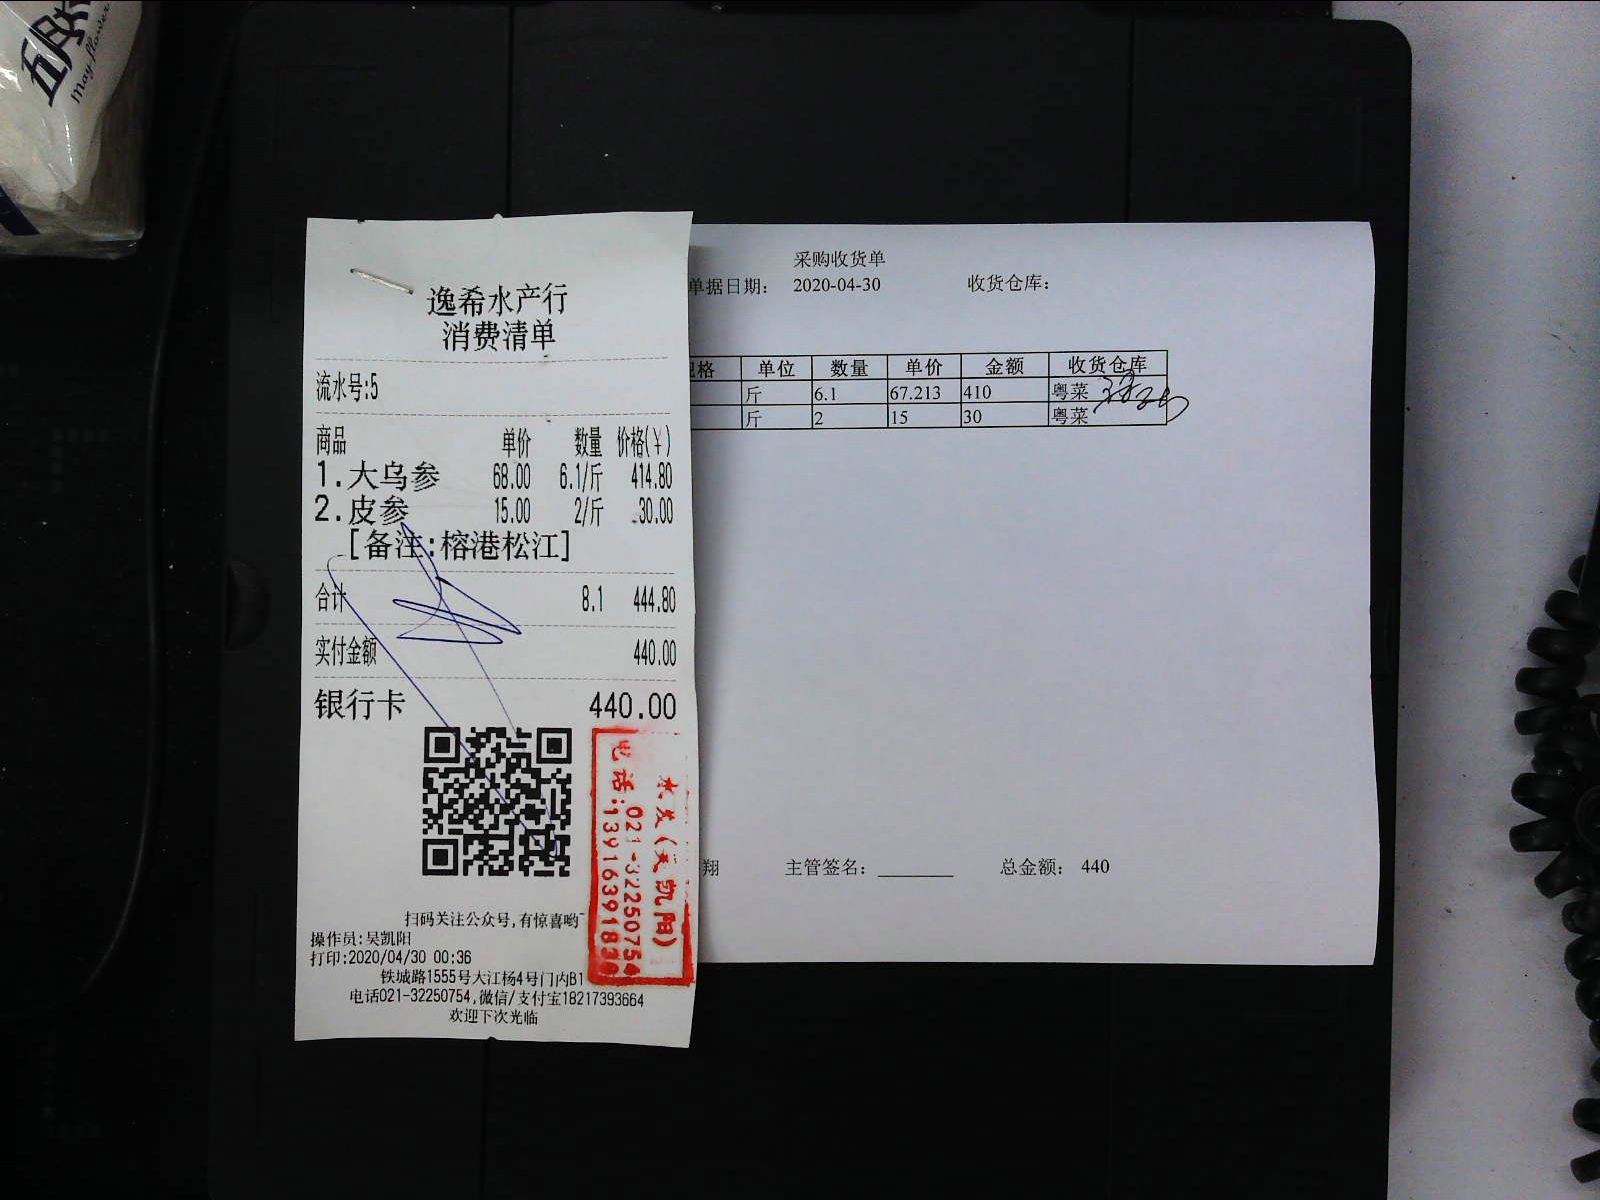 五月
may flower
逸希水产行
消费清单
流水号:5
商品 单价 数量 价格(¥)
1.大乌参 68.00 6.1/斤 414.80
2.皮参 15.00 2/斤 30.00
[备注:榕港松江]
合计 8.1 444.80
实付金额 440.00
银行卡 440.00
水发(吴凯阳)
电话:021-32250754
扫码关注公众号,有惊喜哟~
操作员:吴凯阳
打印:2020/04/30 00:36
铁城路1555号大江杨4号门内B1
电话021-32250754,微信/支付宝18217393664
欢迎下次光临
采购收货单
单据日期： 2020-04-30 收货仓库：
格 单位 数量 单价 金额 收货仓库
斤 6.1 67.213 410 粤菜
斤 2 15 30 粤菜
翔 主管签名： 总金额： 440